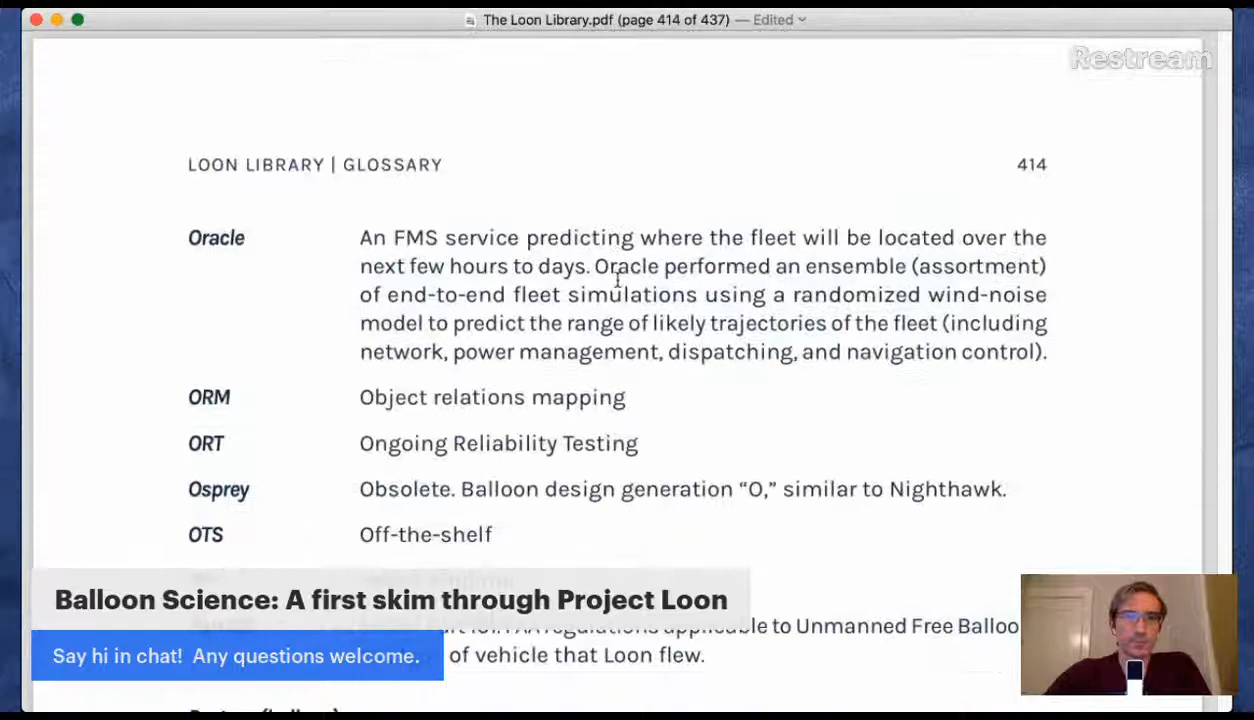 The Loon Library.pdf (page 414 of 437) — Edited
Restream
LOON LIBRARY | GLOSSARY 414
Oracle An FMS service predicting where the fleet will be located over the
next few hours to days. Oracle performed an ensemble (assortment)
of end-to-end fleet simulations using a randomized wind-noise
model to predict the range of likely trajectories of the fleet (including
network, power management, dispatching, and navigation control).
ORM Object relations mapping
ORT Ongoing Reliability Testing
Osprey Obsolete. Balloon design generation “O,” similar to Nighthawk.
OTS Off-the-shelf
Balloon Science: A first skim through Project Loon
to Unmanned Free
Say hi in chat! Any questions welcome.
of vehicle that Loon flew.